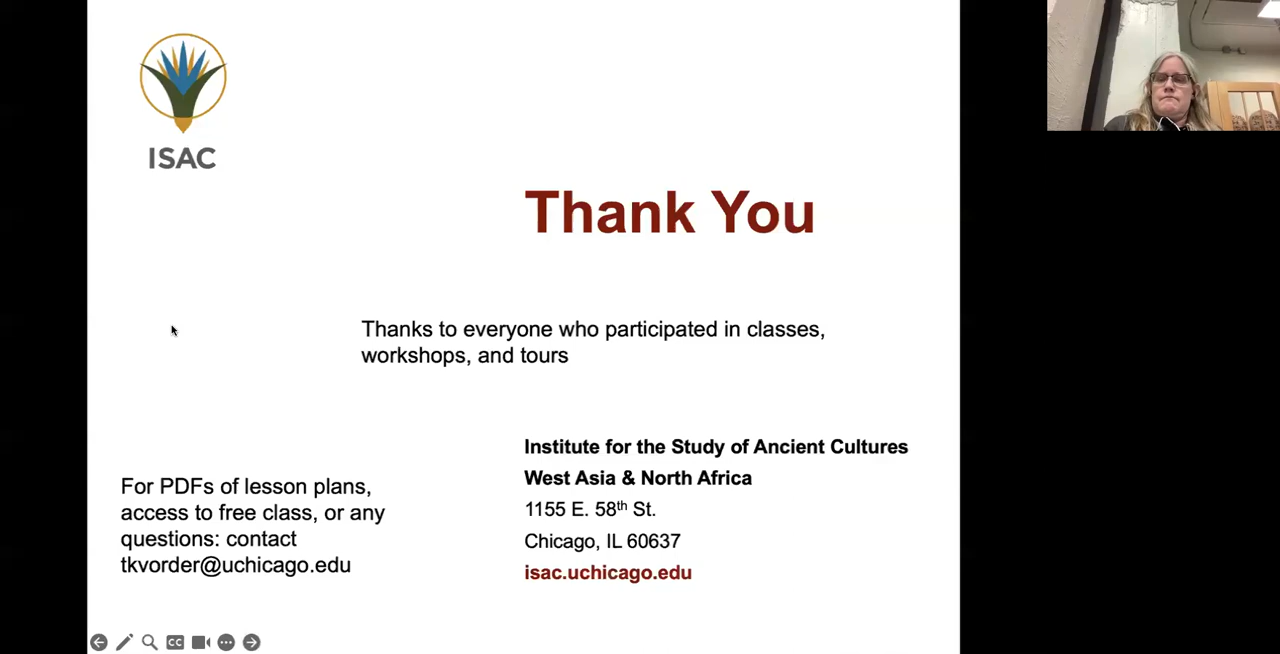 ISAC
Thank You
Thanks to everyone who participated in classes,
workshops, and tours
For PDFs of lesson plans,
access to free class, or any
questions: contact
tkvorder@uchicago.edu
Institute for the Study of Ancient Cultures
West Asia & North Africa
1155 E. 58th St.
Chicago, IL 60637
isac.uchicago.edu
CC